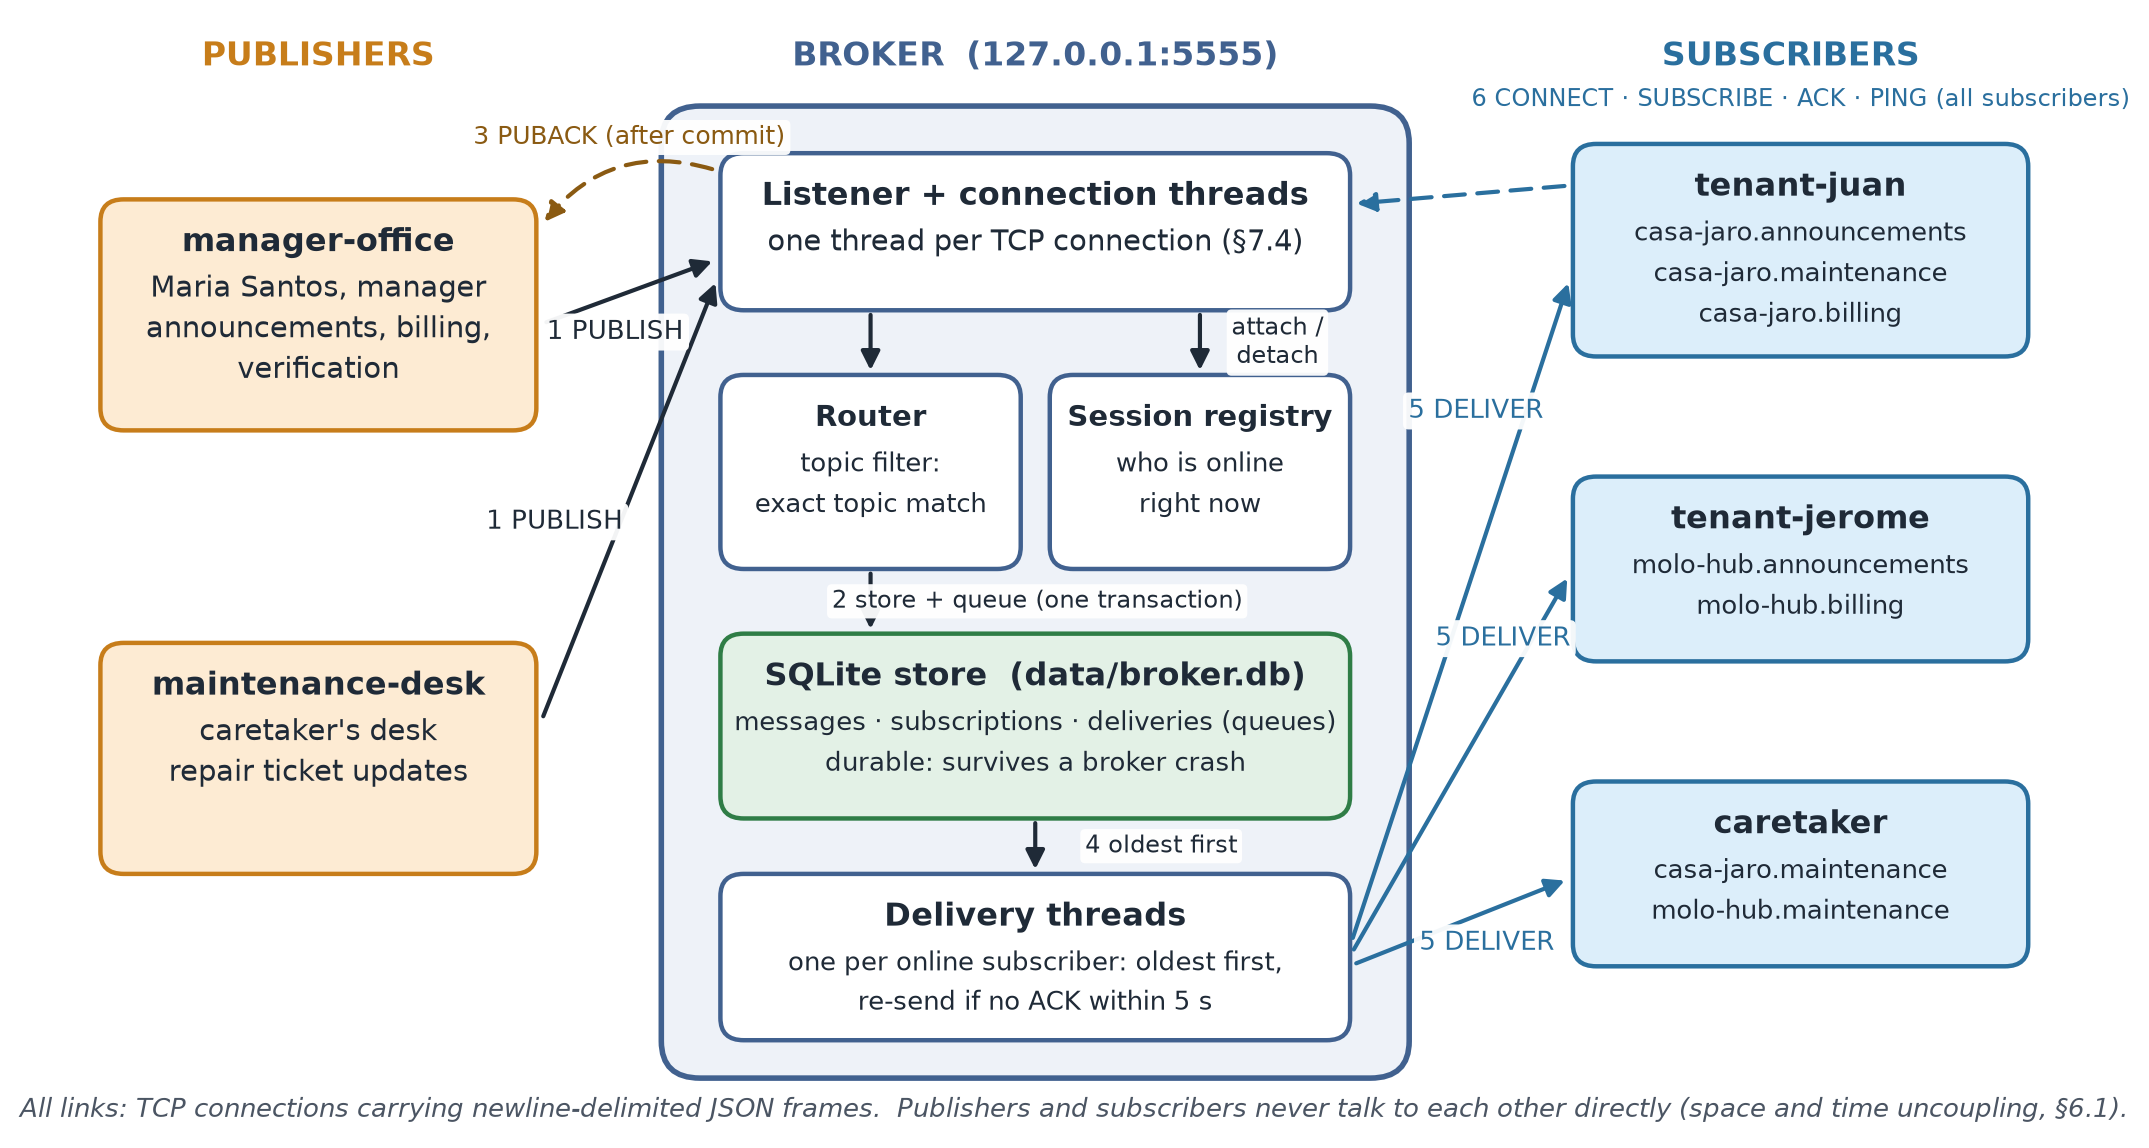 PUBLISHERS
BROKER (127.0.0.1:5555)
SUBSCRIBERS
6 CONNECT · SUBSCRIBE · ACK · PING (all subscribers)
3 PUBACK (after commit)
manager-office
Maria Santos, manager
announcements, billing,
verification
1 PUBLISH
1 PUBLISH
maintenance-desk
caretaker's desk
repair ticket updates
Listener + connection threads
one thread per TCP connection (§7.4)
attach /
detach
Router
topic filter:
exact topic match
Session registry
who is online
right now
2 store + queue (one transaction)
SQLite store (data/broker.db)
messages · subscriptions · deliveries (queues)
durable: survives a broker crash
4 oldest first
Delivery threads
one per online subscriber: oldest first,
re-send if no ACK within 5 s
5 DELIVER
5 DELIVER
5 DELIVER
tenant-juan
casa-jaro.announcements
casa-jaro.maintenance
casa-jaro.billing
tenant-jerome
molo-hub.announcements
molo-hub.billing
caretaker
casa-jaro.maintenance
molo-hub.maintenance
All links: TCP connections carrying newline-delimited JSON frames. Publishers and subscribers never talk to each other directly (space and time uncoupling, §6.1).